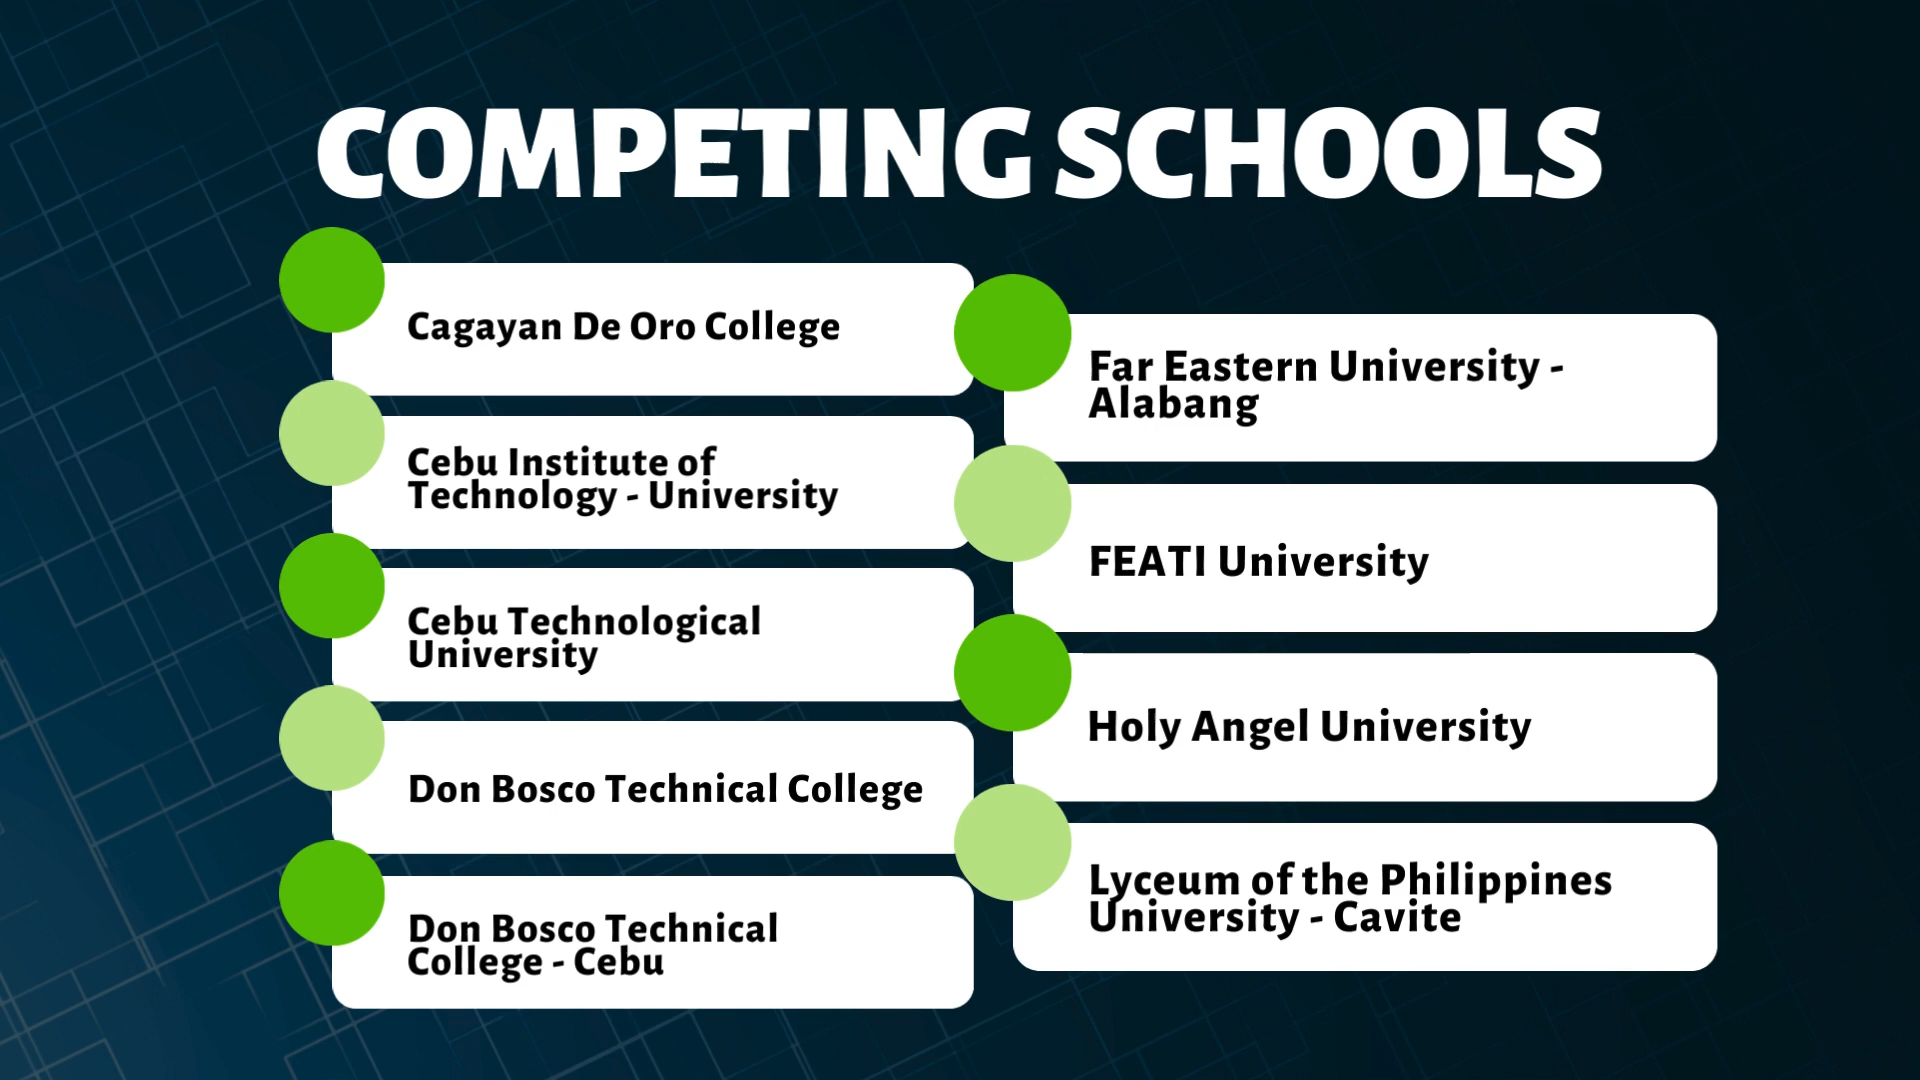 COMPETING SCHOOLS
Cagayan De Oro College
Cebu Institute of
Technology - University
Cebu Technological
University
Don Bosco Technical College
Don Bosco Technical
College - Cebu
Far Eastern University -
Alabang
FEATI University
Holy Angel University
Lyceum of the Philippines
University - Cavite